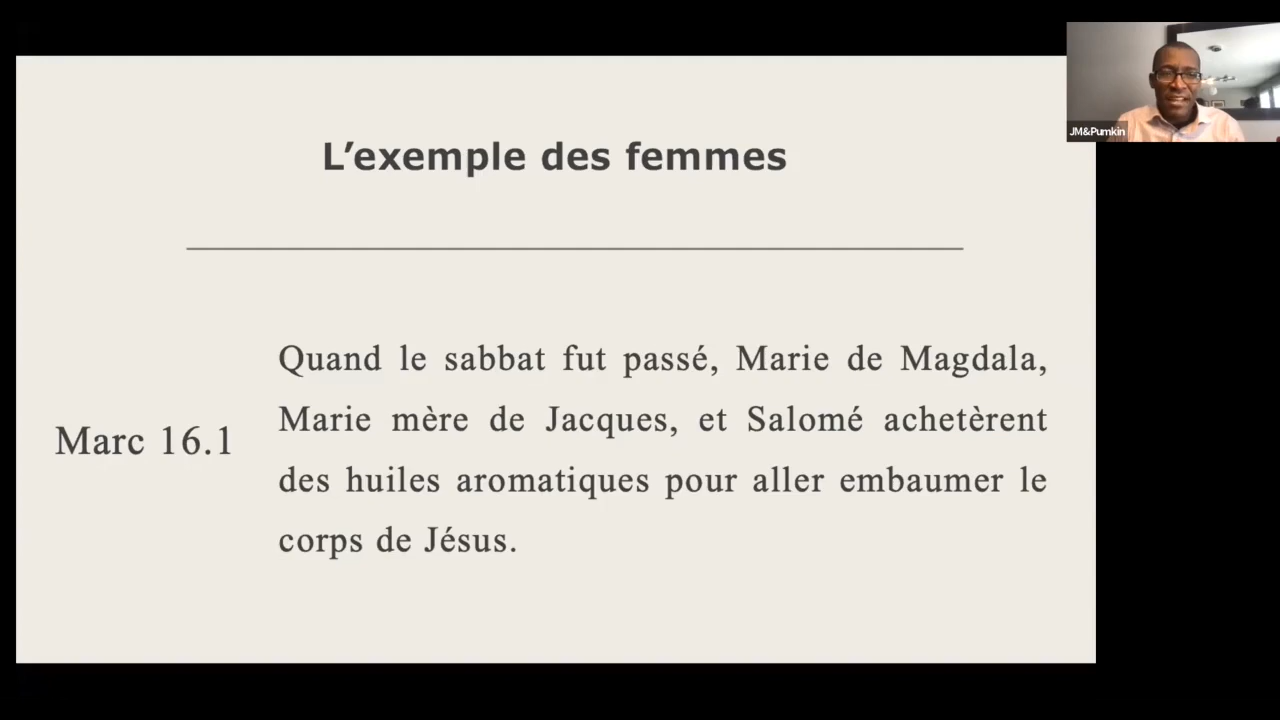 JM&Pumkin
L’exemple des femmes
Marc 16.1
Quand le sabbat fut passé, Marie de Magdala,
Marie mère de Jacques, et Salomé achetèrent
des huiles aromatiques pour aller embaumer le
corps de Jésus.